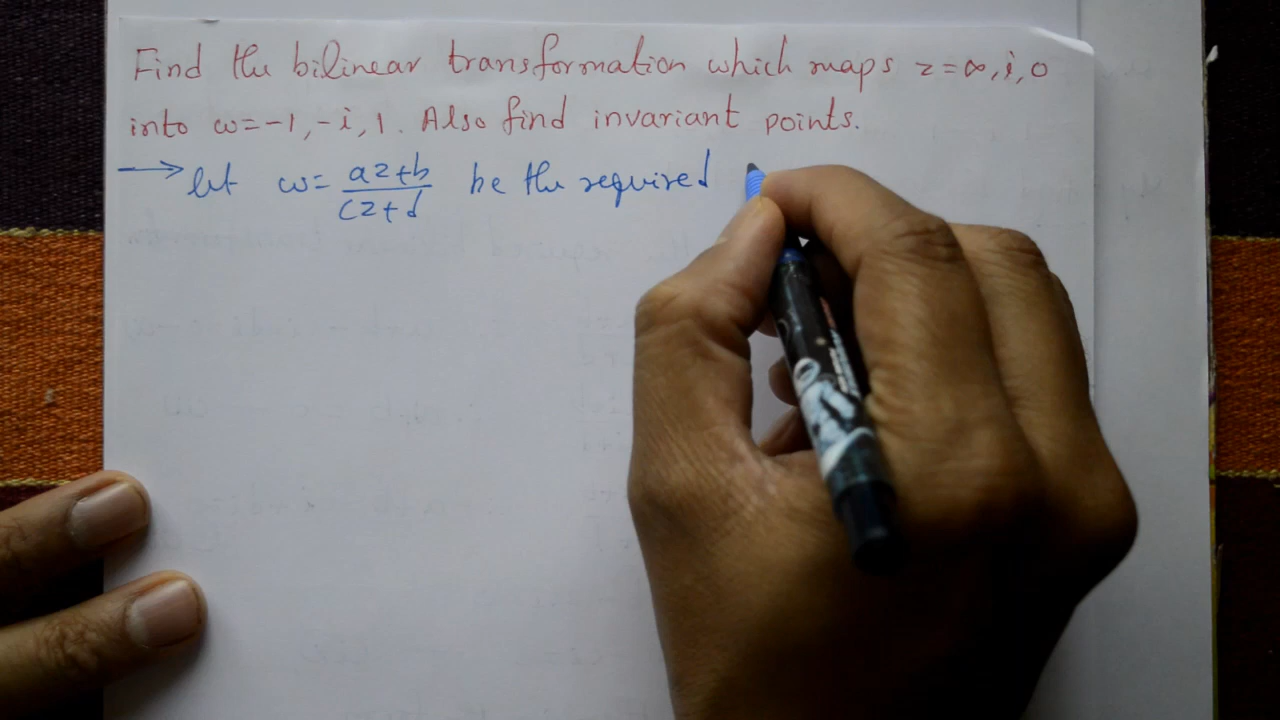 Find the bilinear transformation which maps z=∞,i,0
into w=-1,-i,1. Also find invariant points.
→ let w= az+b / cz+d be the required